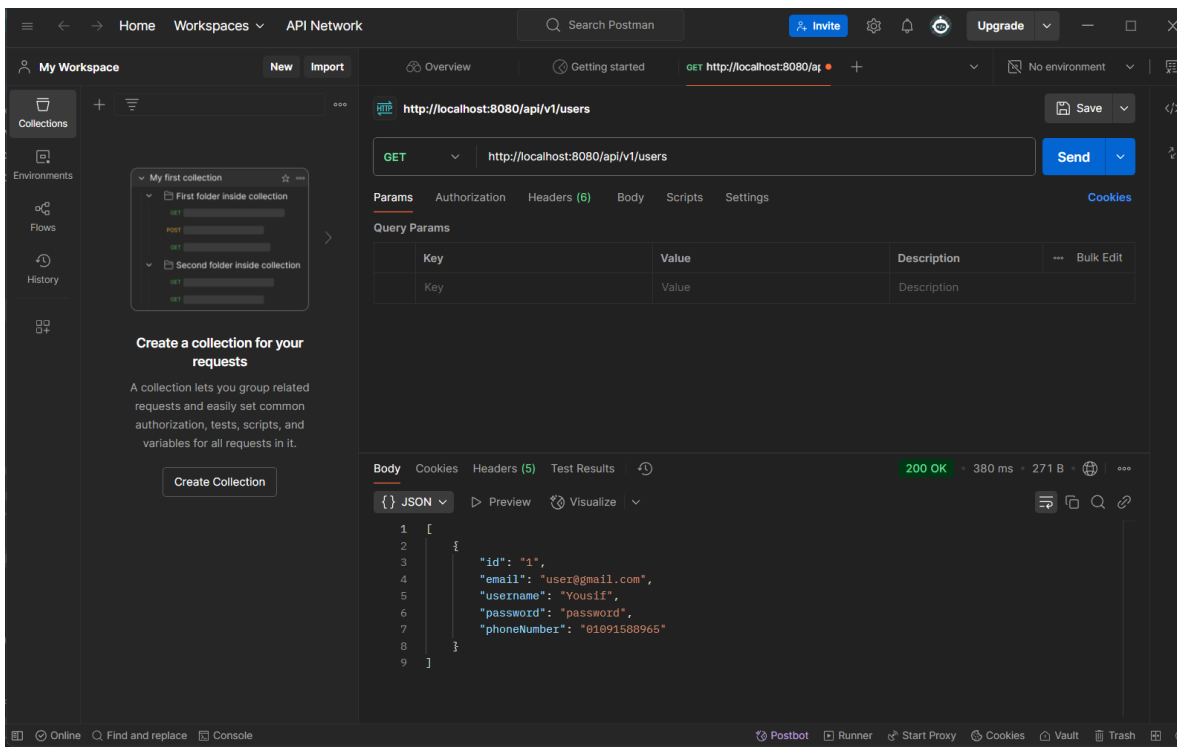 Home Workspaces API Network Search Postman Invite Upgrade
My Workspace New Import Overview Getting started GET http://localhost:8080/ap No environment
Collections
Environments
Flows
History
My first collection
First folder inside collection
GET
POST
GET
Second folder inside collection
GET
GET
Create a collection for your
requests
A collection lets you group related
requests and easily set common
authorization, tests, scripts, and
variables for all requests in it.
Create Collection
HTTP http://localhost:8080/api/v1/users Save
GET http://localhost:8080/api/v1/users Send
Params Authorization Headers (6) Body Scripts Settings Cookies
Query Params
Key Value Description Bulk Edit
Key Value Description
Body Cookies Headers (5) Test Results 200 OK 380 ms 271 B
{} JSON Preview Visualize
1 [
2 {
3 "id": "1",
4 "email": "user@gmail.com",
5 "username": "Yousif",
6 "password": "password",
7 "phoneNumber": "01091588965"
8 }
9 ]
Online Find and replace Console Postbot Runner Start Proxy Cookies Vault Trash